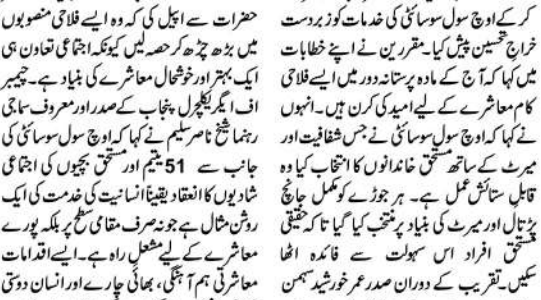 کر کے اوچ سول سوسائٹی کی خدمات کو زبردست
خراج تحسین پیش کیا۔ مقررین نے اپنے خطابات
میں کہا کہ آج کے مادہ پرستانہ دور میں ایسے فلاحی
کام معاشرے کے لیے امید کی کرن ہیں۔ انہوں
نے کہا کہ اوچ سول سوسائٹی نے جس شفافیت اور
میرٹ کے ساتھ مستحق خاندانوں کا انتخاب کیا وہ
قابل ستائش عمل ہے۔ ہر جوڑے کو مکمل جانچ
پڑتال اور میرٹ کی بنیاد پر منتخب کیا گیا تا کہ حقیقی
مستحق افراد اس سہولت سے فائدہ اٹھا
سکیں۔ تقریب کے دوران صدر عمر خورشید سہمن
حضرات سے اپیل کی کہ وہ ایسے فلاحی منصوبوں
میں بڑھ چڑھ کر حصہ لیں کیونکہ اجتماعی تعاون ہی
ایک بہتر اور خوشحال معاشرے کی بنیاد ہے۔ چیمبر
اف ایگریکلچرل پنجاب کے صدر اور معروف سماجی
رہنما شیخ ناصر سلیم نے کہا کہ اوچ سول سوسائٹی کی
جانب سے 51 یتیم اور مستحق بچیوں کی اجتماعی
شادیوں کا انعقاد یقیناً انسانیت کی خدمت کی ایک
روشن مثال ہے جو نہ صرف مقامی سطح پر بلکہ پورے
معاشرے کے لیے مشعل راہ ہے۔ ایسے اقدامات
معاشرتی ہم آہنگی، بھائی چارے اور انسان دوستی